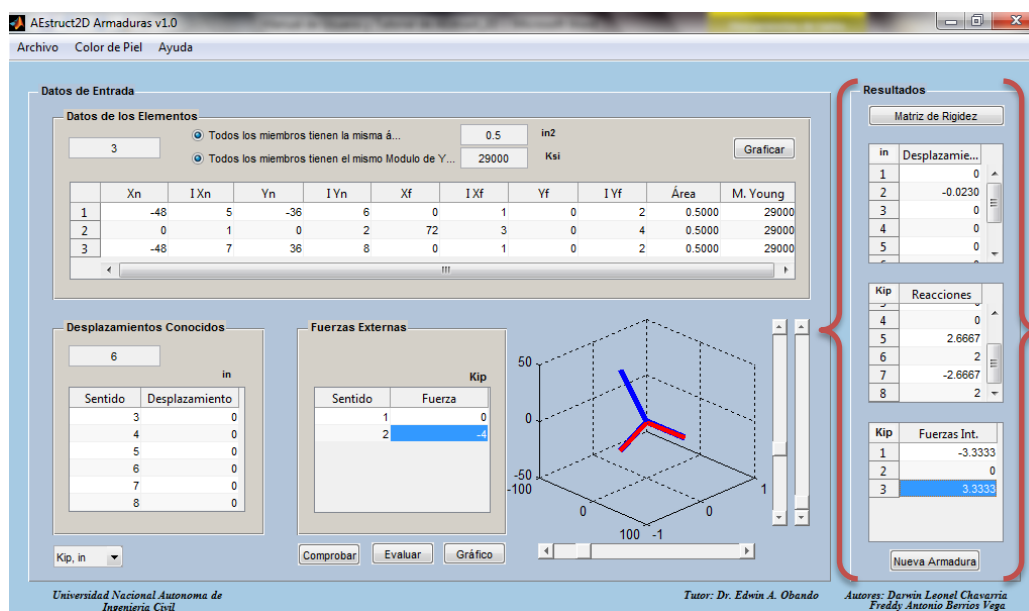 AEstruct2D Armaduras v1.0
Archivo Color de Piel Ayuda
Datos de Entrada
Datos de los Elementos
3
Todos los miembros tienen la misma á... 0.5 in2
Todos los miembros tienen el mismo Modulo de Y... 29000 Ksi
Graficar
Xn I Xn Yn I Yn Xf I Xf Yf I Yf Área M. Young
1 -48 5 -36 6 0 1 0 2 0.5000 29000
2 0 1 0 2 72 3 0 4 0.5000 29000
3 -48 7 36 8 0 1 0 2 0.5000 29000
Desplazamientos Conocidos
6
in
Sentido Desplazamiento
3 0
4 0
5 0
6 0
7 0
8 0
Kip, in
Fuerzas Externas
Kip
Sentido Fuerza
1 0
2 -4
Comprobar Evaluar Gráfico
50
0
-50
-100
0
100
-1
0
1
Resultados
Matriz de Rigidez
in Desplazamie...
1 0
2 -0.0230
3 0
4 0
5 0
Kip Reacciones
4 0
5 2.6667
6 2
7 -2.6667
8 2
Kip Fuerzas Int.
1 -3.3333
2 0
3 3.3333
Nueva Armadura
Universidad Nacional Autonoma de
Ingenieria Civil
Tutor: Dr. Edwin A. Obando
Autores: Darwin Leonel Chavarria
Freddy Antonio Berrios Vega